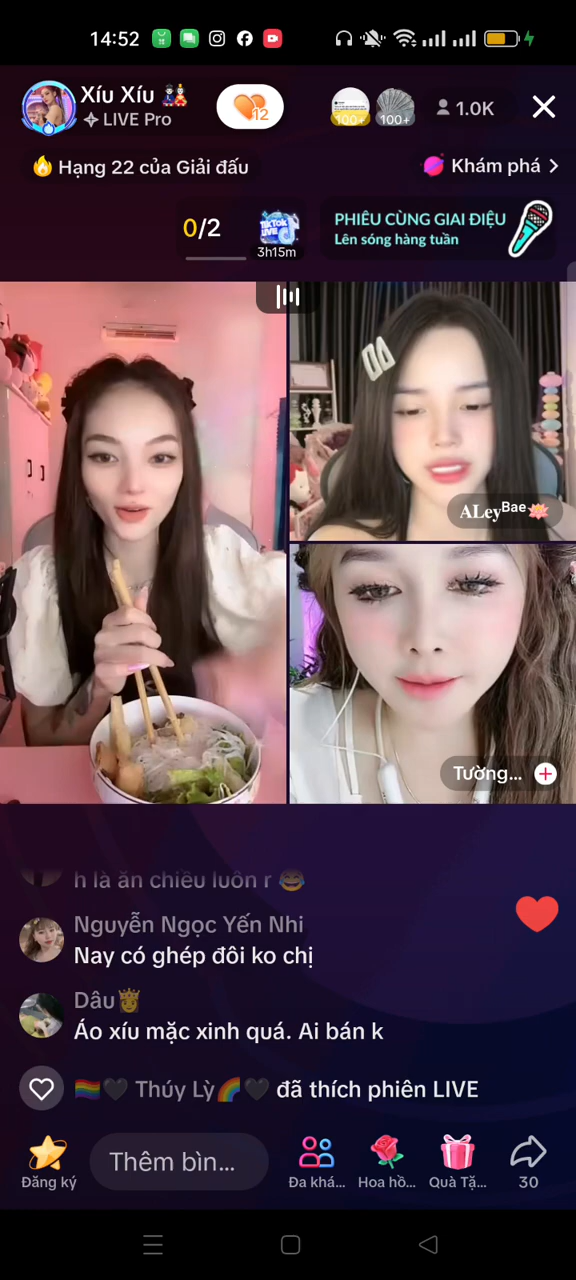 14:52
Xíu Xíu
LIVE Pro
12
100+
100+
1.0K
Hạng 22 của Giải đấu
Khám phá
0/2
TIKTOK LIVE
3h15m
PHIÊU CÙNG GIAI ĐIỆU
Lên sóng hàng tuần
ALeyBae
Tường...
h là ăn chiều luôn r 😂
Nguyễn Ngọc Yến Nhi
Nay có ghép đôi ko chị
Dâu👸
Áo xíu mặc xinh quá. Ai bán k
🏳️‍🌈🖤 Thúy Lỳ🌈🖤 đã thích phiên LIVE
Đăng ký
Thêm bìn...
Đa khá...
Hoa hồ...
Quà Tặ...
30